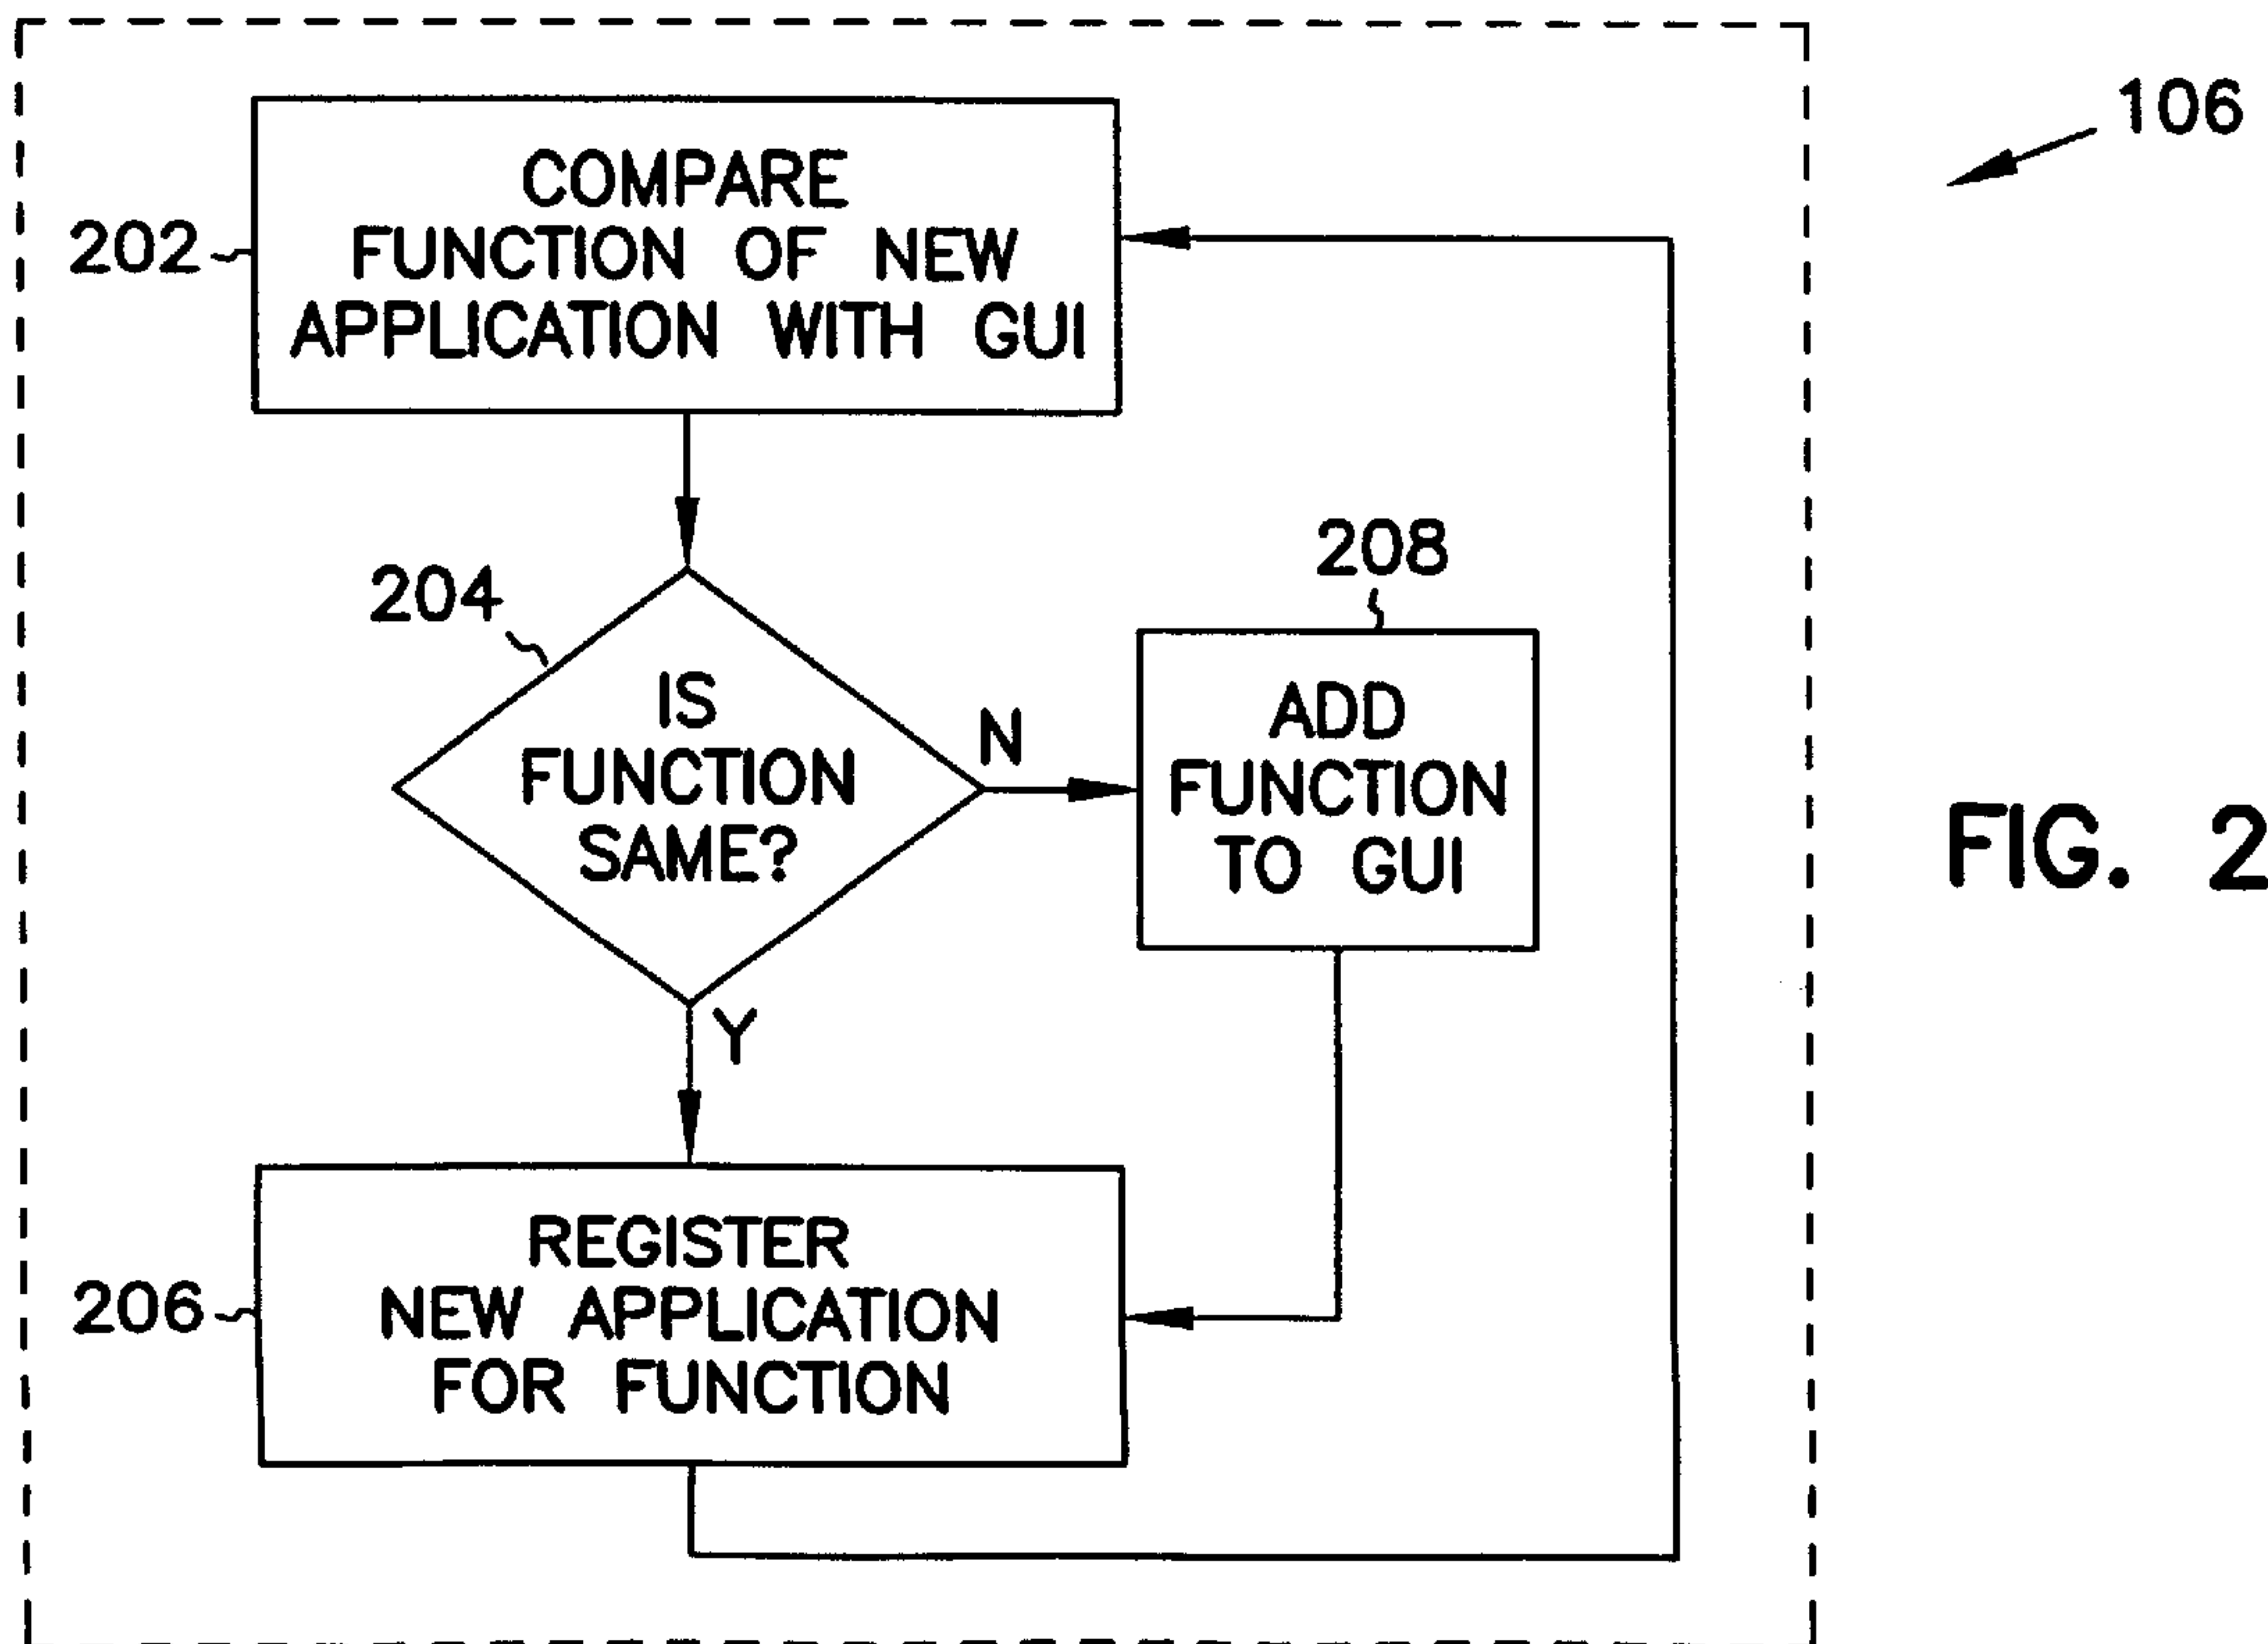 106
COMPARE
FUNCTION OF NEW
APPLICATION WITH GUI
202
204
IS
FUNCTION
SAME?
N
Y
208
ADD
FUNCTION
TO GUI
FIG. 2
206
REGISTER
NEW APPLICATION
FOR FUNCTION